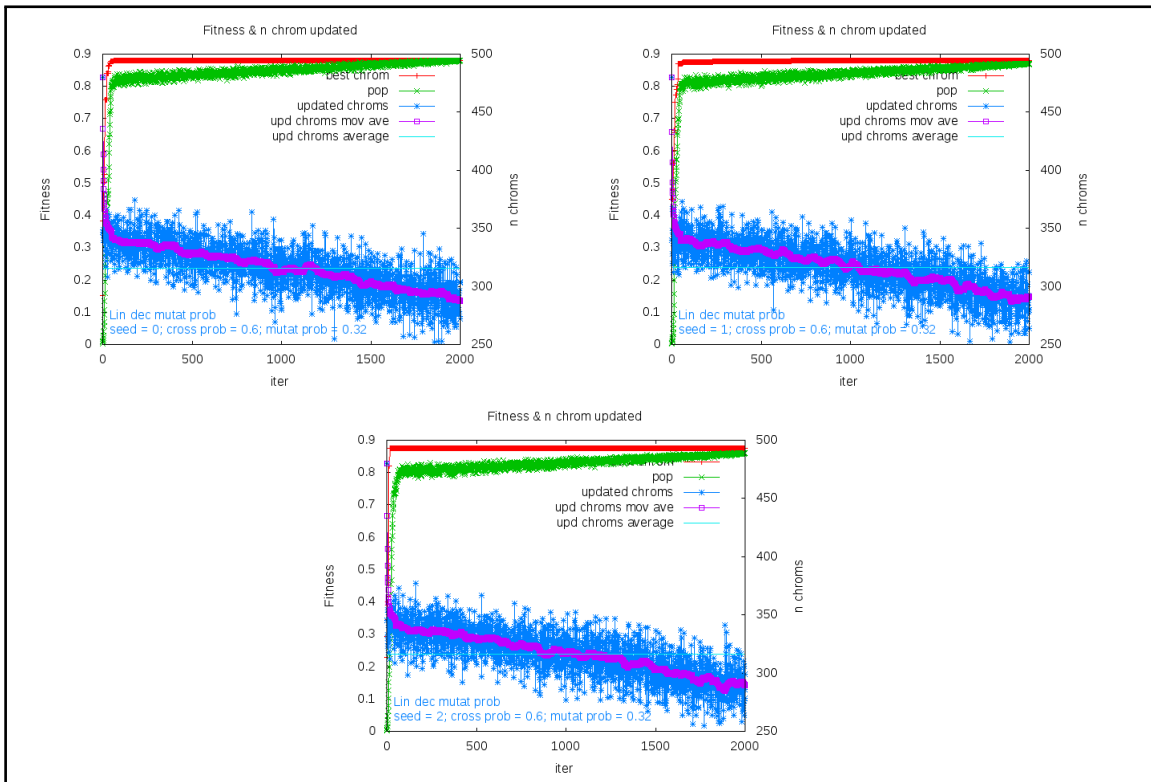 Fitness & n chrom updated
0.9
0.8
0.7
0.6
0.5
0.4
0.3
0.2
0.1
0
Fitness
500
450
400
350
300
250
n chroms
best chrom
pop
updated chroms
upd chroms mov ave
upd chroms average
Lin dec mutat prob
seed = 0; cross prob = 0.6; mutat prob = 0.32
0 500 1000 1500 2000
iter
Fitness & n chrom updated
0.9
0.8
0.7
0.6
0.5
0.4
0.3
0.2
0.1
0
Fitness
500
450
400
350
300
250
n chroms
best chrom
pop
updated chroms
upd chroms mov ave
upd chroms average
Lin dec mutat prob
seed = 1; cross prob = 0.6; mutat prob = 0.32
0 500 1000 1500 2000
iter
Fitness & n chrom updated
0.9
0.8
0.7
0.6
0.5
0.4
0.3
0.2
0.1
0
Fitness
500
450
400
350
300
250
n chroms
chrom
pop
updated chroms
upd chroms mov ave
upd chroms average
Lin dec mutat prob
seed = 2; cross prob = 0.6; mutat prob = 0.32
0 500 1000 1500 2000
iter